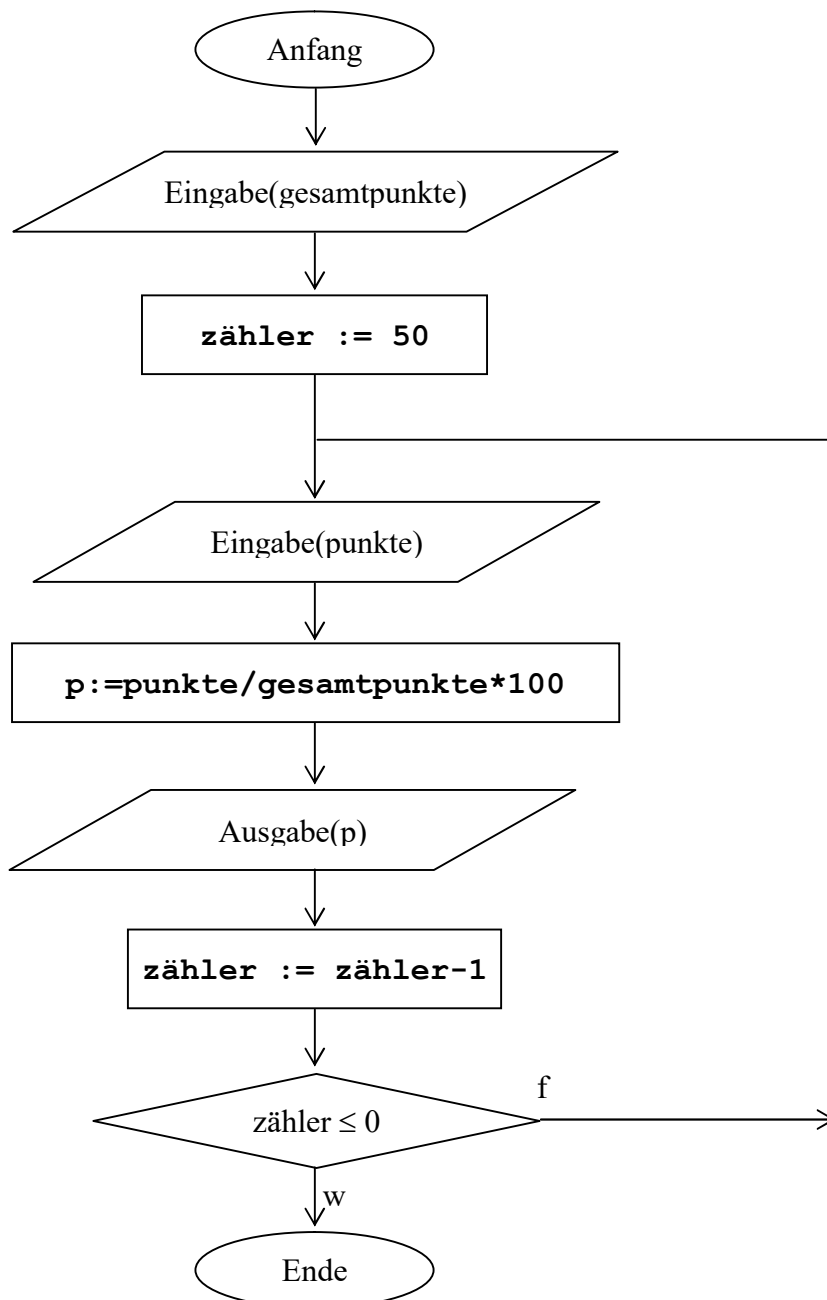 Anfang
Eingabe(gesamtpunkte)
zähler := 50
Eingabe(punkte)
p:=punkte/gesamtpunkte*100
Ausgabe(p)
zähler := zähler-1
f
zähler ≤ 0
w
Ende